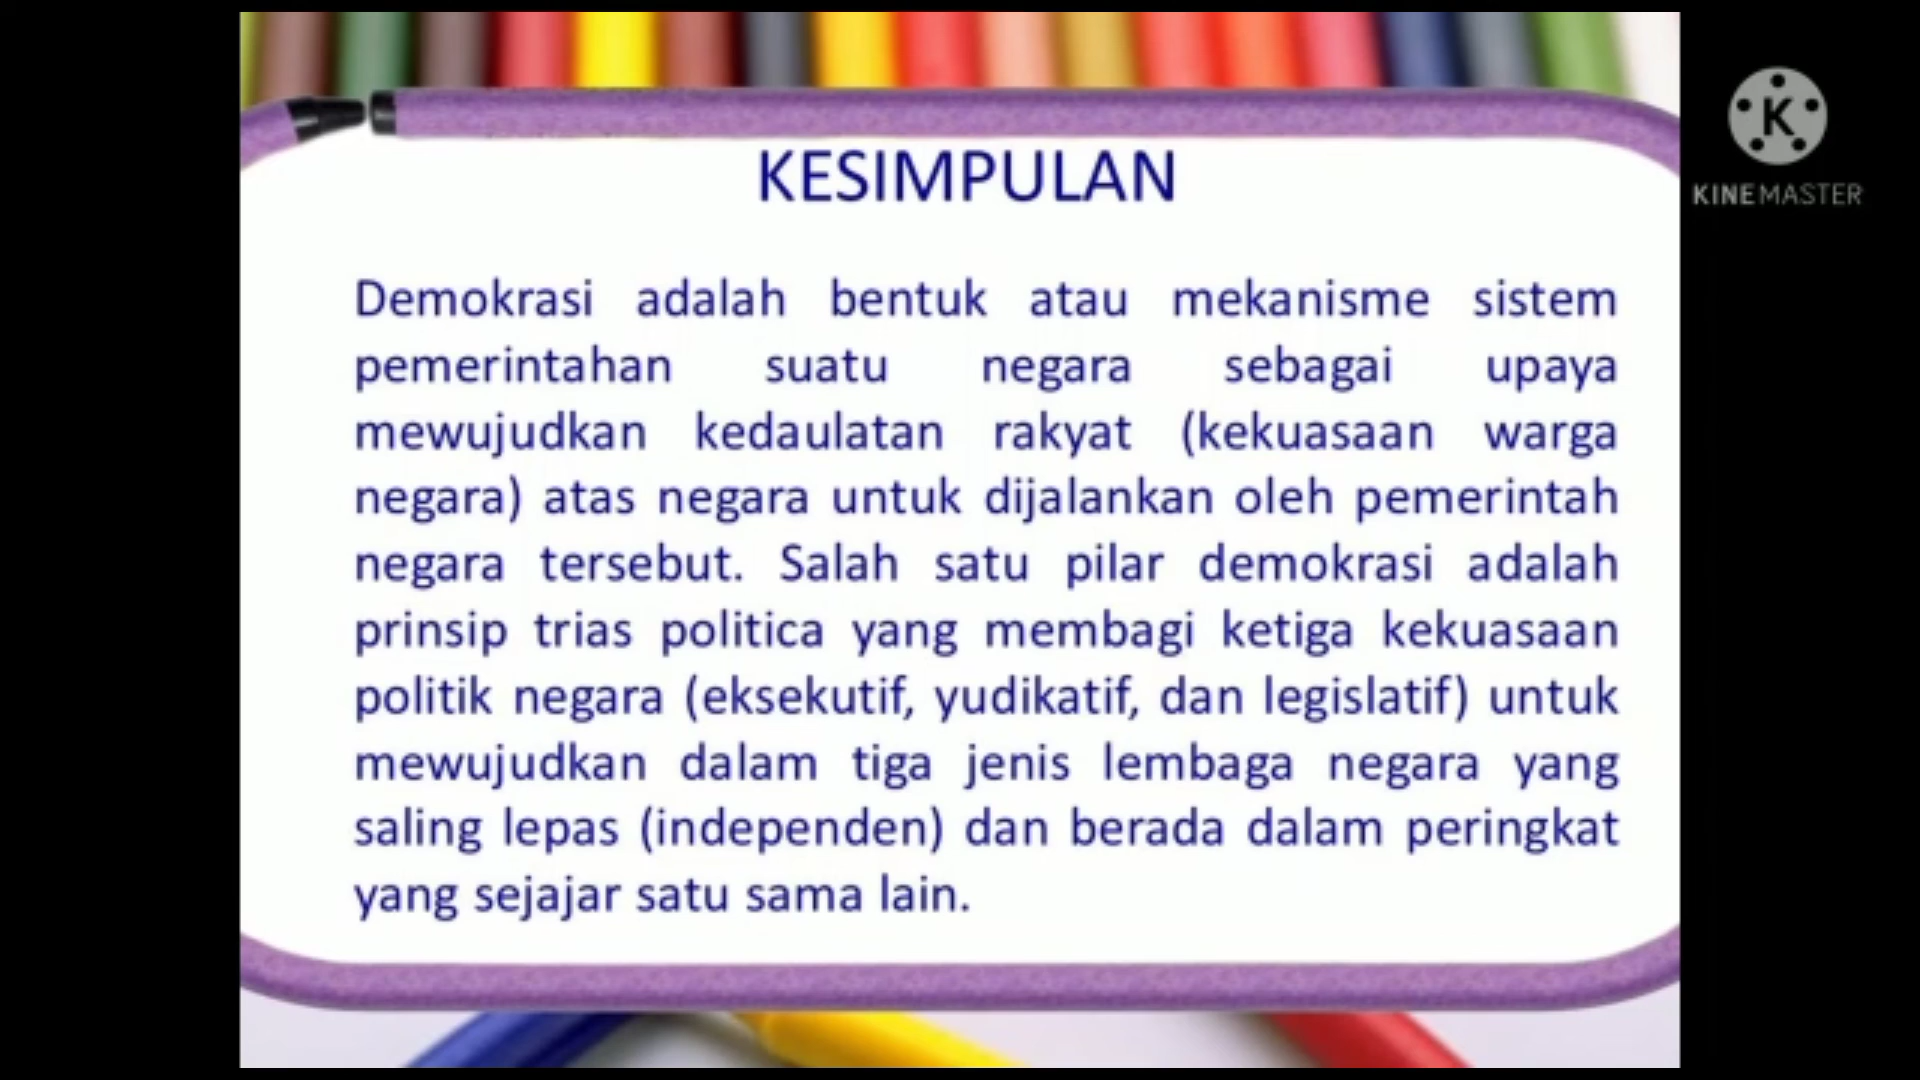 KESIMPULAN
Demokrasi adalah bentuk atau mekanisme sistem
pemerintahan suatu negara sebagai upaya
mewujudkan kedaulatan rakyat (kekuasaan warga
negara) atas negara untuk dijalankan oleh pemerintah
negara tersebut. Salah satu pilar demokrasi adalah
prinsip trias politica yang membagi ketiga kekuasaan
politik negara (eksekutif, yudikatif, dan legislatif) untuk
mewujudkan dalam tiga jenis lembaga negara yang
saling lepas (independen) dan berada dalam peringkat
yang sejajar satu sama lain.
K
KINEMASTER